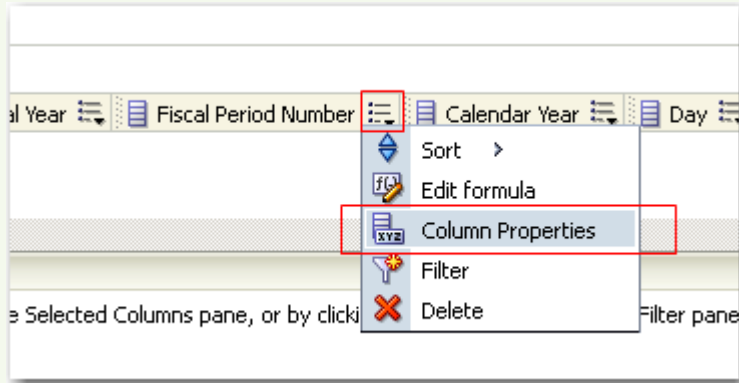 al Year Fiscal Period Number Calendar Year Day
Sort >
f(.) Edit formula
XYZ Column Properties
Filter
Delete
e Selected Columns pane, or by clicki Filter pane